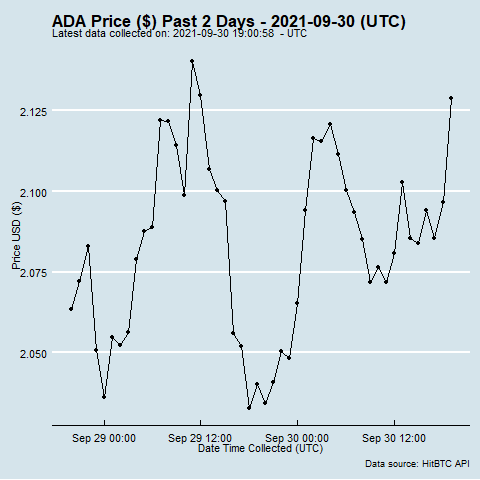 ADA Price ($) Past 2 Days - 2021-09-30 (UTC)
Latest data collected on: 2021-09-30 19:00:58 - UTC
Price USD ($)
2.125
2.100
2.075
2.050
Sep 29 00:00 Sep 29 12:00 Sep 30 00:00 Sep 30 12:00
Date Time Collected (UTC)
Data source: HitBTC API